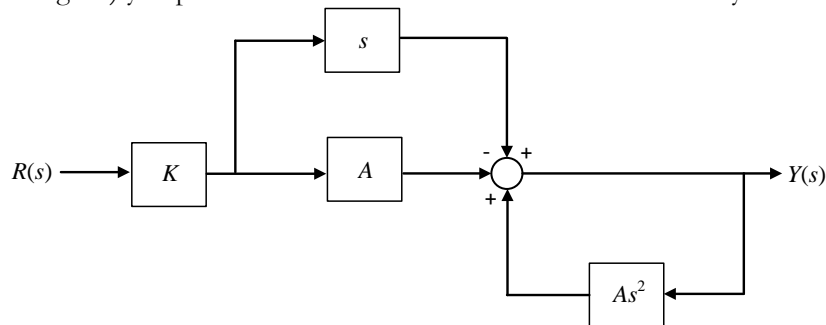 s
- +
R(s) K A Y(s)
+
As²